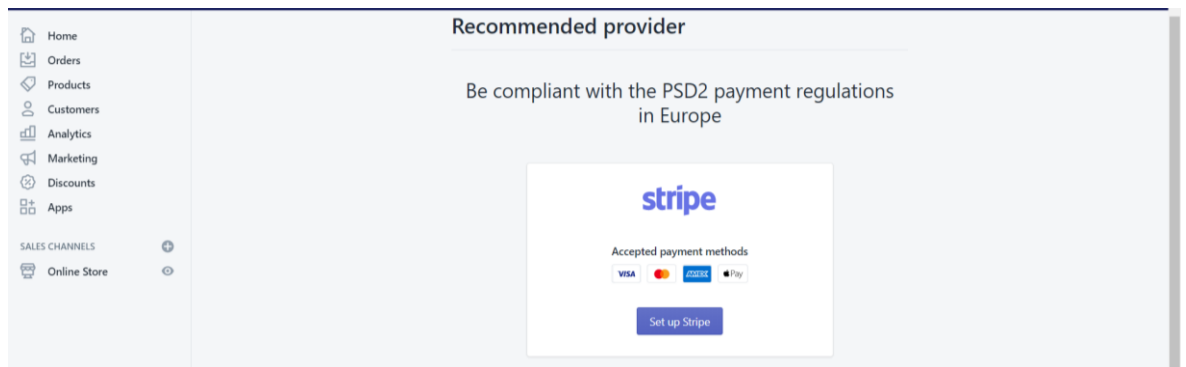 Home
Orders
Products
Customers
Analytics
Marketing
Discounts
Apps
SALES CHANNELS
Online Store
Recommended provider
Be compliant with the PSD2 payment regulations
in Europe
stripe
Accepted payment methods
VISA AMEX Pay
Set up Stripe